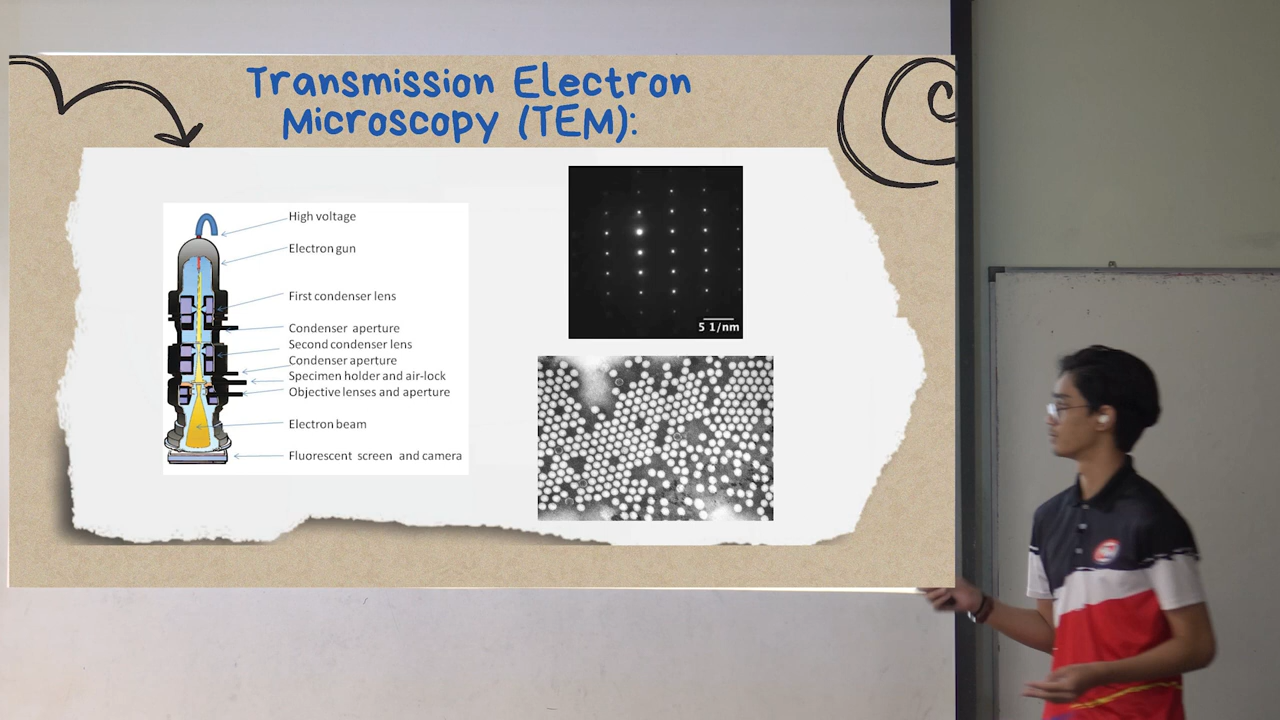 Transmission Electron
Microscopy (TEM):
High voltage
Electron gun
First condenser lens
Condenser aperture
Second condenser lens
Condenser aperture
Specimen holder and air-lock
Objective lenses and aperture
Electron beam
Fluorescent screen and camera
5 1/nm